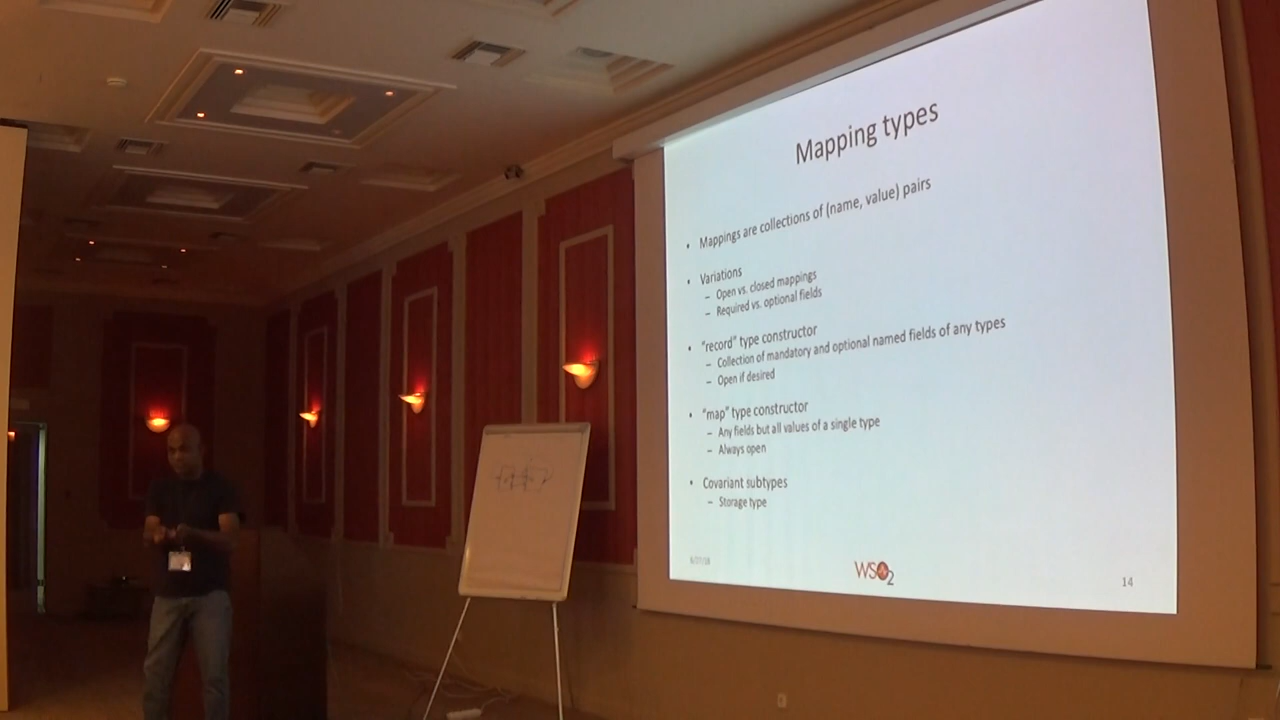 Mapping types
• Mappings are collections of (name, value) pairs
• Variations
– Open vs. closed mappings
– Required vs. optional fields
• "record" type constructor
– Collection of mandatory and optional named fields of any types
– Open if desired
• "map" type constructor
– Any fields but all values of a single type
– Always open
• Covariant subtypes
– Storage type
WSO2
14